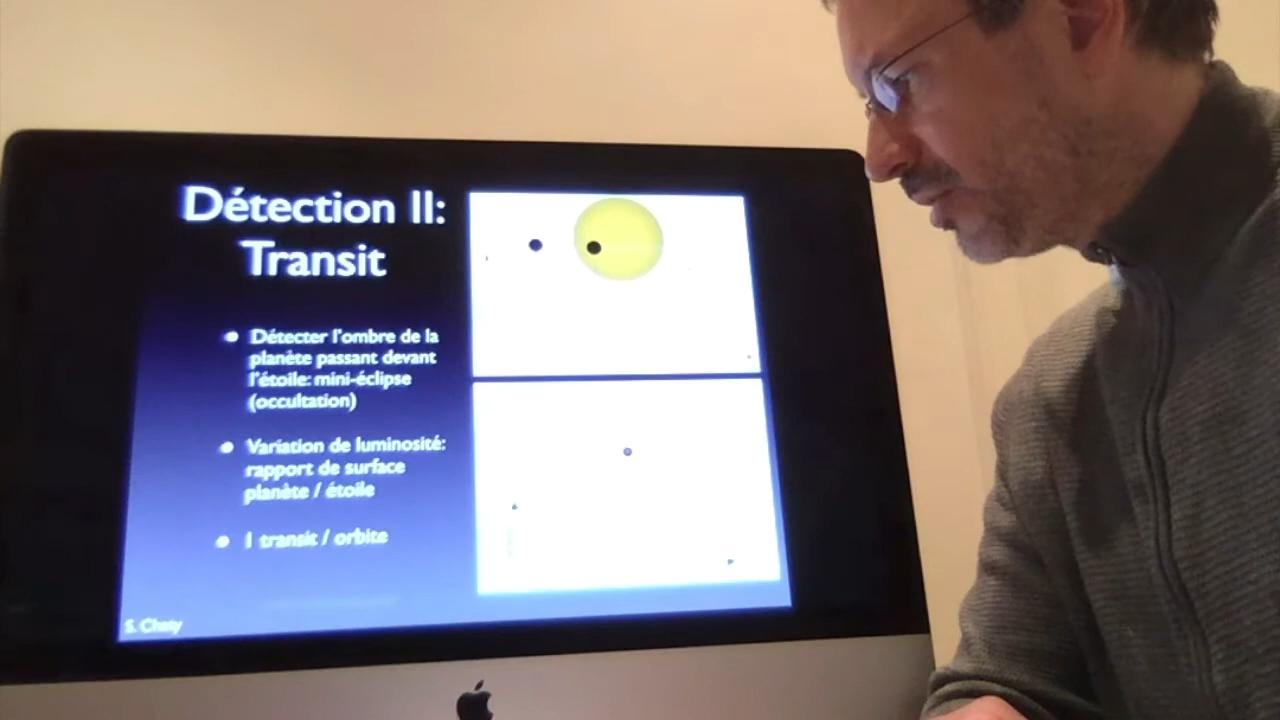 Détection II:
Transit
Détecter l'ombre de la
planète passant devant
l'étoile: mini-éclipse
(occultation)
Variation de luminosité:
rapport de surface
planète / étoile
1 transit / orbite
S. Chaty